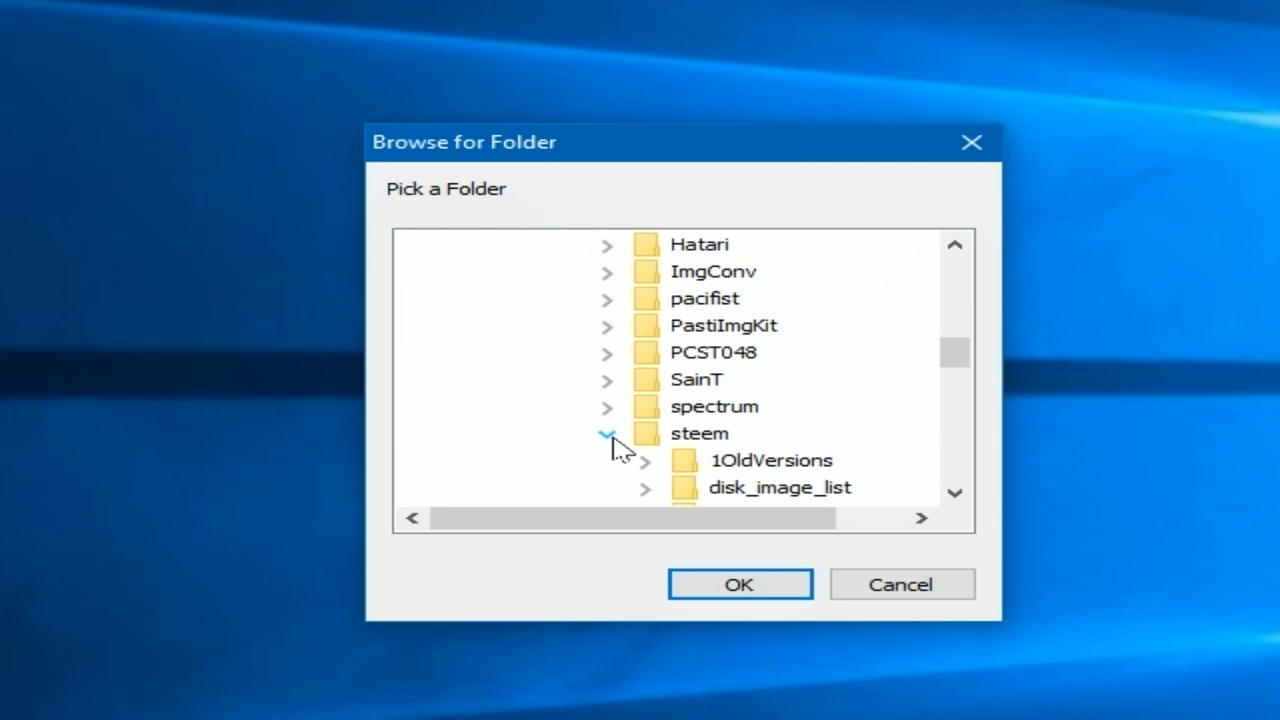 Browse for Folder
Pick a Folder
Hatari
ImgConv
pacifist
PastiImgKit
PCST048
SainT
spectrum
steem
1OldVersions
disk_image_list
OK
Cancel